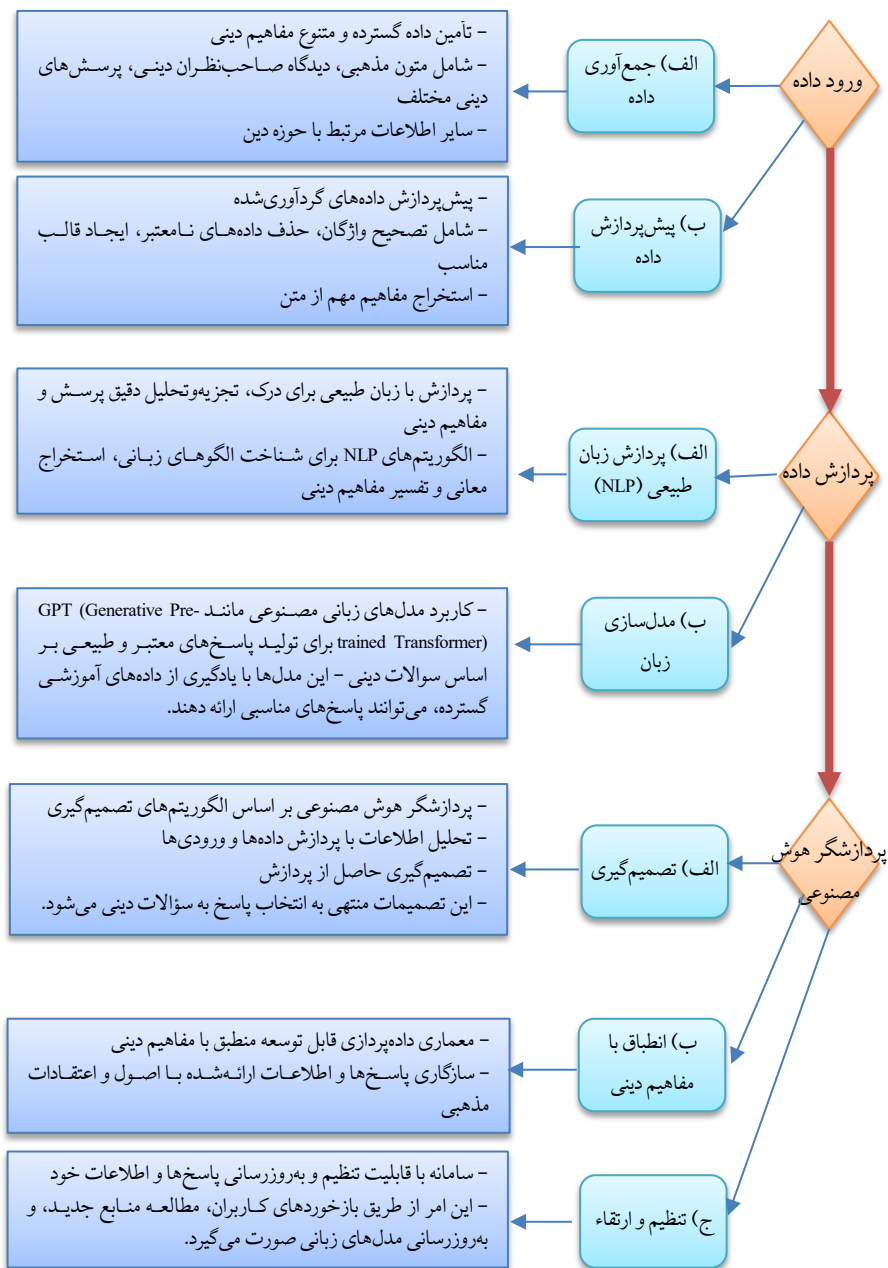 ورود داده
الف) جمع‌آوری
داده
- تأمین داده گسترده و متنوع مفاهیم دینی
- شامل متون مذهبی، دیدگاه صاحب‌نظران دینی، پرسش‌های
دینی مختلف
- سایر اطلاعات مرتبط با حوزه دین
ب) پیش‌پردازش
داده
- پیش‌پردازش داده‌های گردآوری‌شده
- شامل تصحیح واژگان، حذف داده‌های نامعتبر، ایجاد قالب
مناسب
- استخراج مفاهیم مهم از متن
پردازش داده
الف) پردازش زبان
طبیعی (NLP)
- پردازش با زبان طبیعی برای درک، تجزیه‌وتحلیل دقیق پرسش و
مفاهیم دینی
- الگوریتم‌های NLP برای شناخت الگوهای زبانی، استخراج
معانی و تفسیر مفاهیم دینی
ب) مدل‌سازی
زبان
- کاربرد مدل‌های زبانی مصنوعی مانند GPT (Generative Pre-
trained Transformer) برای تولید پاسخ‌های معتبر و طبیعی بر
اساس سوالات دینی - این مدل‌ها با یادگیری از داده‌های آموزشی
گسترده، می‌توانند پاسخ‌های مناسبی ارائه دهند.
پردازشگر هوش
مصنوعی
الف) تصمیم‌گیری
- پردازشگر هوش مصنوعی بر اساس الگوریتم‌های تصمیم‌گیری
- تحلیل اطلاعات با پردازش داده‌ها و ورودی‌ها
- تصمیم‌گیری حاصل از پردازش
- این تصمیمات منتهی به انتخاب پاسخ به سؤالات دینی می‌شود.
ب) انطباق با
مفاهیم دینی
- معماری داده‌پردازی قابل توسعه منطبق با مفاهیم دینی
- سازگاری پاسخ‌ها و اطلاعات ارائه‌شده با اصول و اعتقادات
مذهبی
ج) تنظیم و ارتقاء
- سامانه با قابلیت تنظیم و به‌روزرسانی پاسخ‌ها و اطلاعات خود
- این امر از طریق بازخوردهای کاربران، مطالعه منابع جدید، و
به‌روزرسانی مدل‌های زبانی صورت می‌گیرد.